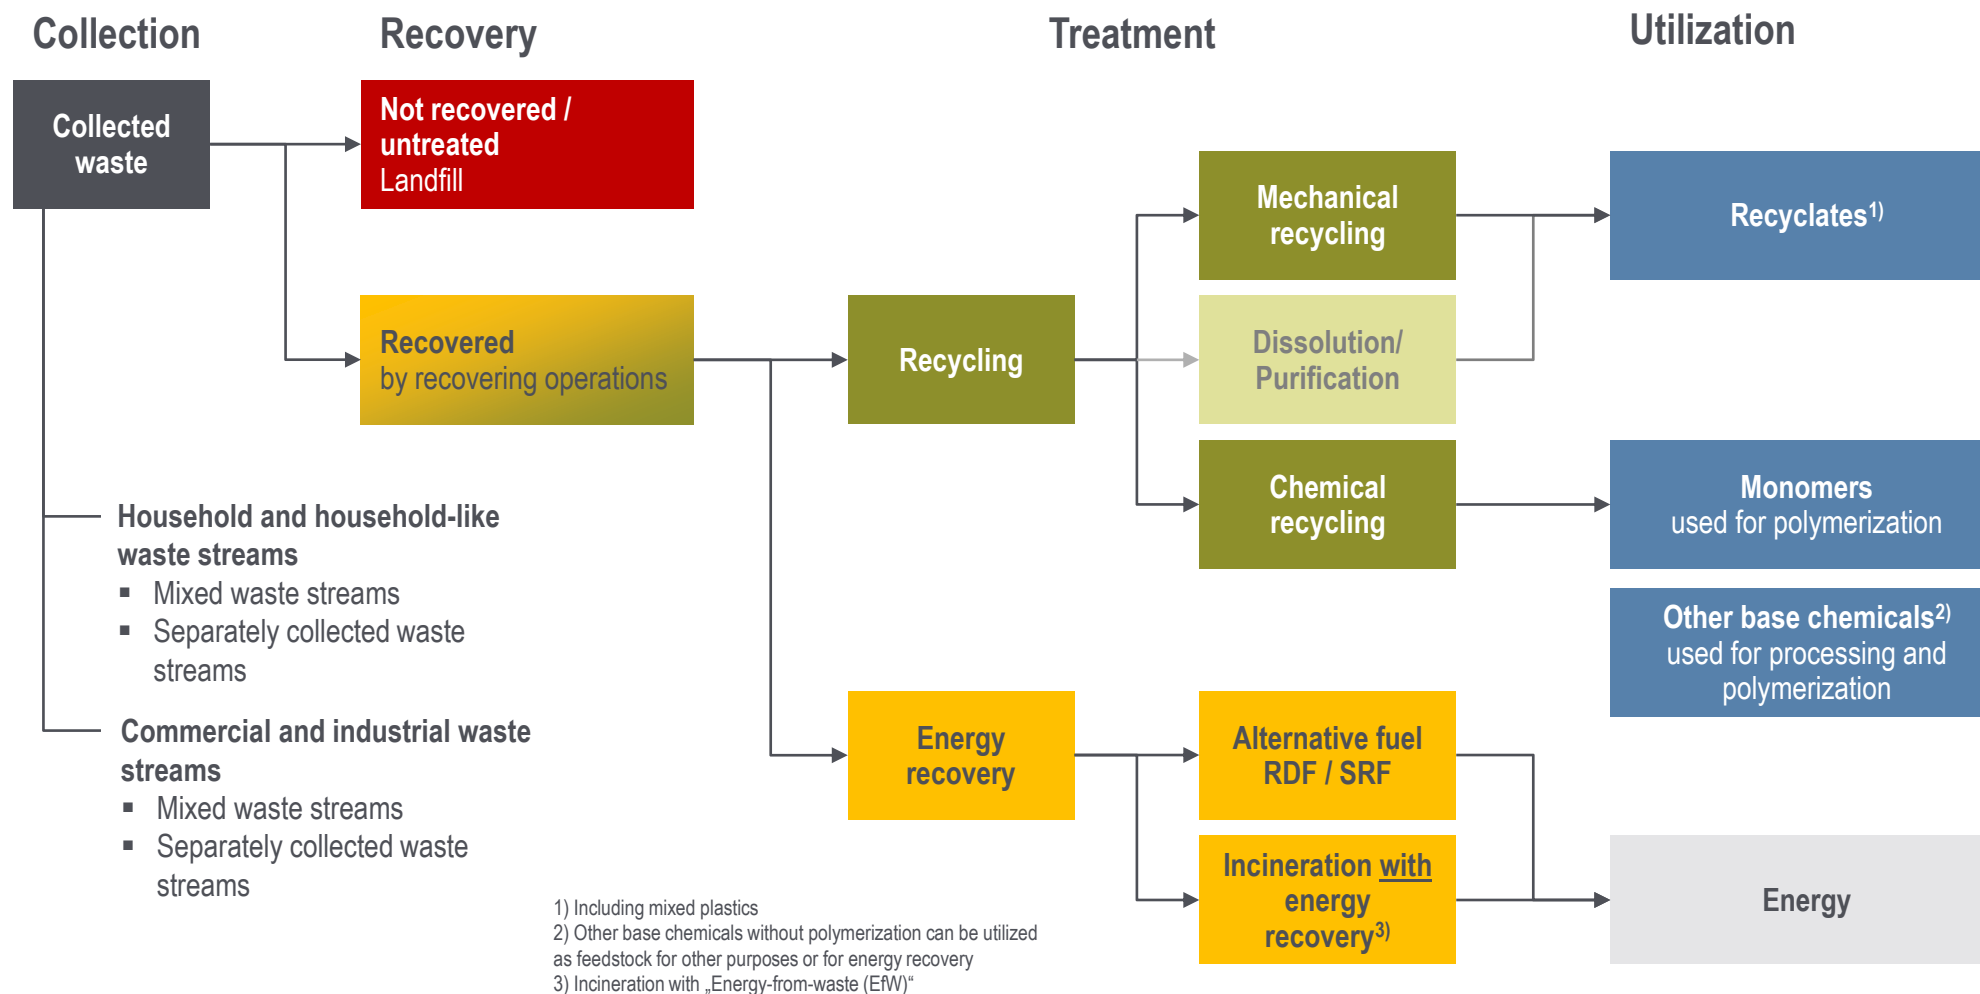 Collection
Recovery
Treatment
Utilization
Collected
waste
Not recovered /
untreated
Landfill
Recovered
by recovering operations
Recycling
Mechanical
recycling
Dissolution/
Purification
Chemical
recycling
Recyclates1)
Monomers
used for polymerization
Other base chemicals2)
used for processing and
polymerization
Household and household-like
waste streams
▪ Mixed waste streams
▪ Separately collected waste
streams
Commercial and industrial waste
streams
▪ Mixed waste streams
▪ Separately collected waste
streams
Energy
recovery
Alternative fuel
RDF / SRF
Incineration with
energy
recovery3)
Energy
1) Including mixed plastics
2) Other base chemicals without polymerization can be utilized
as feedstock for other purposes or for energy recovery
3) Incineration with „Energy-from-waste (EfW)“